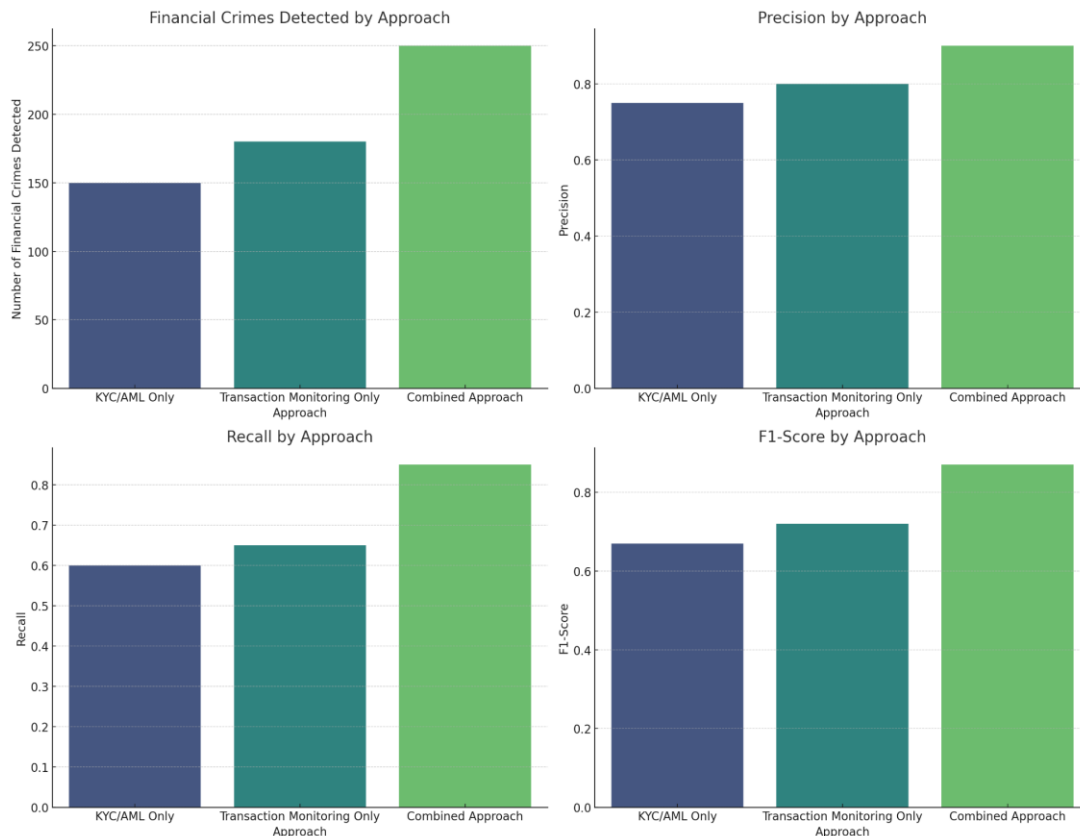 Financial Crimes Detected by Approach
Number of Financial Crimes Detected
250
200
150
100
50
0
KYC/AML Only
Transaction Monitoring Only
Combined Approach
Approach
Precision by Approach
Precision
0.8
0.6
0.4
0.2
0.0
KYC/AML Only
Transaction Monitoring Only
Combined Approach
Approach
Recall by Approach
Recall
0.8
0.7
0.6
0.5
0.4
0.3
0.2
0.1
0.0
KYC/AML Only
Transaction Monitoring Only
Combined Approach
Approach
F1-Score by Approach
F1-Score
0.8
0.6
0.4
0.2
0.0
KYC/AML Only
Transaction Monitoring Only
Combined Approach
Approach